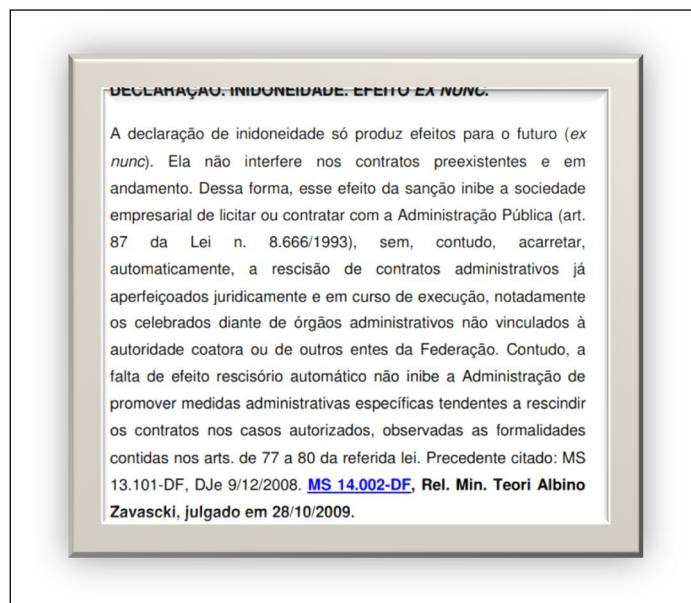 DECLARAÇÃO. INIDONEIDADE. EFEITO EX NUNC.
A declaração de inidoneidade só produz efeitos para o futuro (ex
nunc). Ela não interfere nos contratos preexistentes e em
andamento. Dessa forma, esse efeito da sanção inibe a sociedade
empresarial de licitar ou contratar com a Administração Pública (art.
87 da Lei n. 8.666/1993), sem, contudo, acarretar,
automaticamente, a rescisão de contratos administrativos já
aperfeiçoados juridicamente e em curso de execução, notadamente
os celebrados diante de órgãos administrativos não vinculados à
autoridade coatora ou de outros entes da Federação. Contudo, a
falta de efeito rescisório automático não inibe a Administração de
promover medidas administrativas específicas tendentes a rescindir
os contratos nos casos autorizados, observadas as formalidades
contidas nos arts. de 77 a 80 da referida lei. Precedente citado: MS
13.101-DF, DJe 9/12/2008. MS 14.002-DF, Rel. Min. Teori Albino
Zavascki, julgado em 28/10/2009.